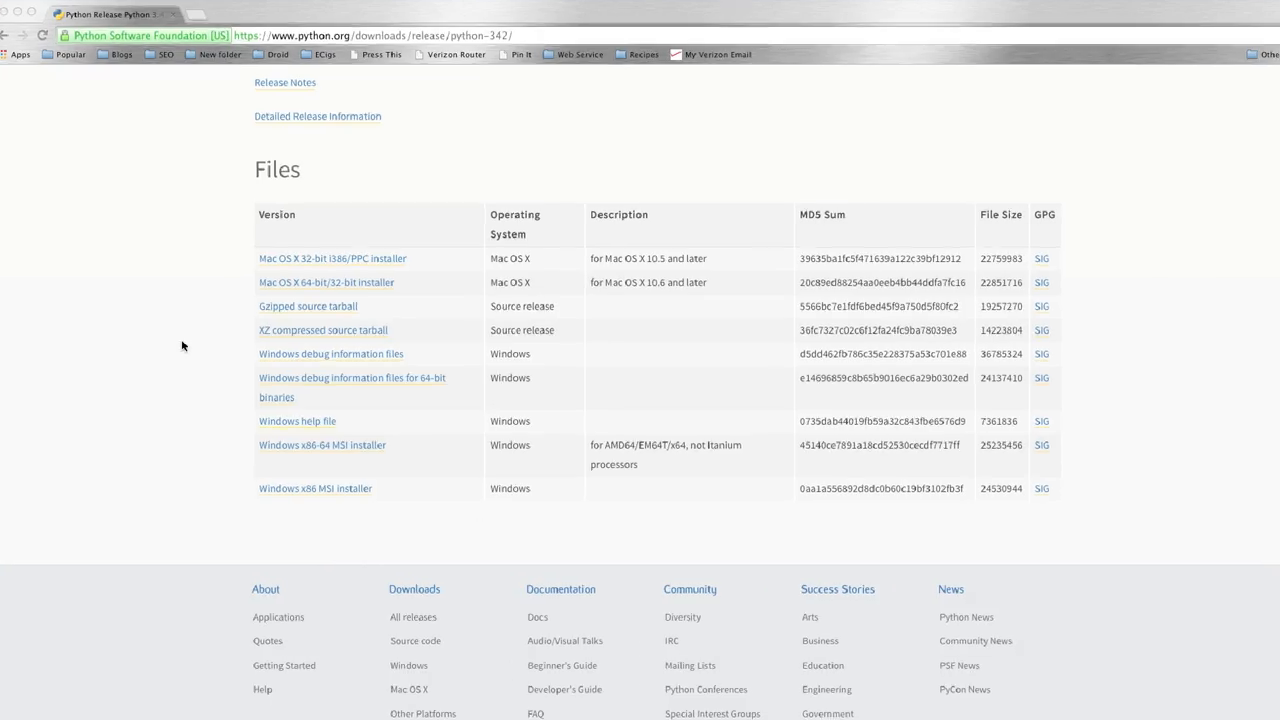 Python Release Python 3
Python Software Foundation [US] https://www.python.org/downloads/release/python-342/
Apps Popular Blogs SEO New folder Droid ECigs Press This Verizon Router Pin It Web Service Recipes My Verizon Email Othe
Release Notes
Detailed Release Information
Files
Version Operating System Description MD5 Sum File Size GPG
Mac OS X 32-bit i386/PPC installer Mac OS X for Mac OS X 10.5 and later 39635ba1fc5f471639a122c39bf12912 22759983 SIG
Mac OS X 64-bit/32-bit installer Mac OS X for Mac OS X 10.6 and later 20c89ed88254aa0eeb4bb44ddfa7fc16 22851716 SIG
Gzipped source tarball Source release 5566bc7e1fdf6bed45f9a750d5f80fc2 19257270 SIG
XZ compressed source tarball Source release 36fc7327c02c6f12fa24fc9ba78039e3 14223804 SIG
Windows debug information files Windows d5dd462fb786c35e228375a53c701e88 36785324 SIG
Windows debug information files for 64-bit Windows e14696859c8b65b9016ec6a29b0302ed 24137410 SIG
binaries
Windows help file Windows 0735dab44019fb59a32c843fbe6576d9 7361836 SIG
Windows x86-64 MSI installer Windows for AMD64/EM64T/x64, not Itanium 45140ce7891a18cd52530cecdf7717ff 25235456 SIG
processors
Windows x86 MSI installer Windows 0aa1a556892d8dc0b60c19bf3102fb3f 24530944 SIG
About Downloads Documentation Community Success Stories News
Applications All releases Docs Diversity Arts Python News
Quotes Source code Audio/Visual Talks IRC Business Community News
Getting Started Windows Beginner's Guide Mailing Lists Education PSF News
Help Mac OS X Developer's Guide Python Conferences Engineering PyCon News
Other Platforms FAQ Special Interest Groups Government